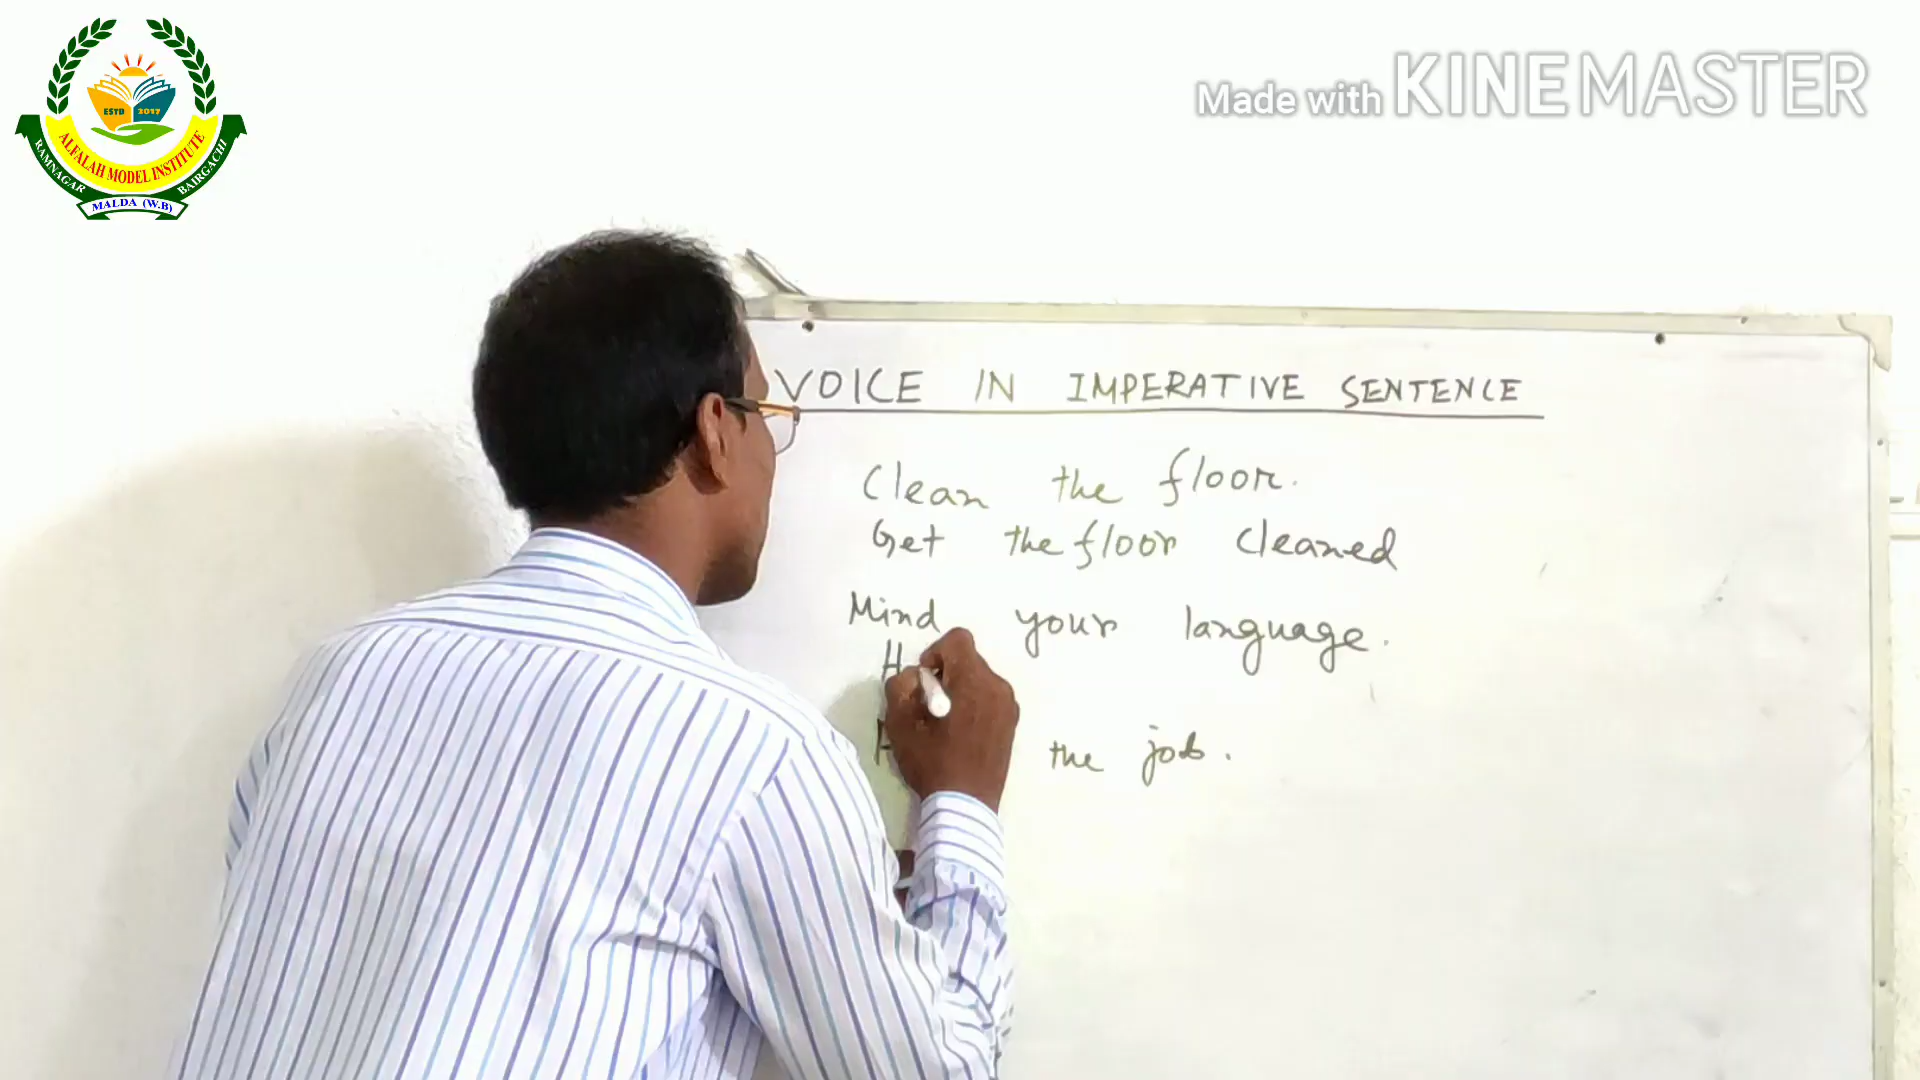 ESTD 2017
ALFALAH MODEL INSTITUTE
RAMNAGAR BAIRGACHI
MALDA (W.B)
Made with KINEMASTER
VOICE IN IMPERATIVE SENTENCE
Clean the floor.
Get the floor cleaned
Mind your language.
H
the job.